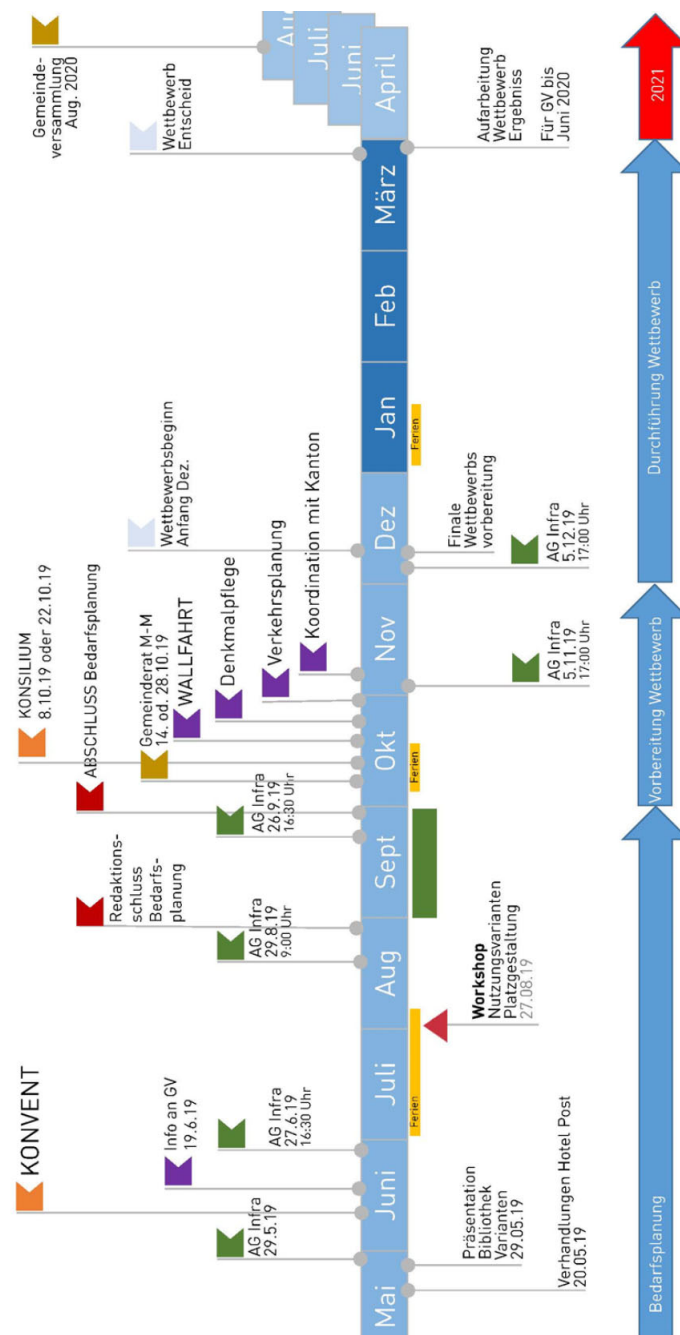 KONVENT
AG Infra
29.5.19
Info an GV
19.6.19
AG Infra
27.6.19
16:30 Uhr
Redaktions-
schluss
Bedarfs-
planung
AG Infra
29.8.19
9:00 Uhr
KONSILIUM
8.10.19 oder 22.10.19
ABSCHLUSS Bedarfsplanung
AG Infra
26.9.19
16:30 Uhr
Gemeinderat M-M
14. od. 28.10.19
WALLFAHRT
Denkmalpflege
Verkehrsplanung
Koordination mit Kanton
Wettbewerbsbeginn
Anfang Dez.
Wettbewerb
Entscheid
Gemeinde-
versammlung
Aug. 2020
Mai
Juni
Juli
Aug
Sept
Okt
Nov
Dez
Jan
Feb
März
April
Juni
Juli
Ferien
Ferien
Ferien
Verhandlungen Hotel Post
20.05.19
Präsentation
Bibliothek
Varianten
29.05.19
Workshop
Nutzungsvarianten
Platzgestaltung
27.08.19
AG Infra
5.11.19
17:00 Uhr
Finale
Wettbewerbs
vorbereitung
AG Infra
5.12.19
17:00 Uhr
Aufarbeitung
Wettbewerb
Ergebniss
Für GV bis
Juni 2020
Bedarfsplanung
Vorbereitung Wettbewerb
Durchführung Wettbewerb
2021